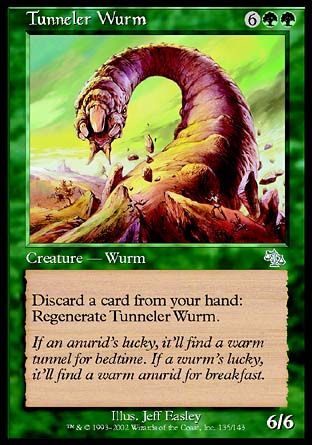 Tunneler Wurm 6
Creature — Wurm
Discard a card from your hand:
Regenerate Tunneler Wurm.
If an anurid's lucky, it'll find a warm
tunnel for bedtime. If a wurm's lucky,
it'll find a warm anurid for breakfast.
Illus. Jeff Easley
™ & © 1993–2002 Wizards of the Coast, Inc. 135/143
6/6